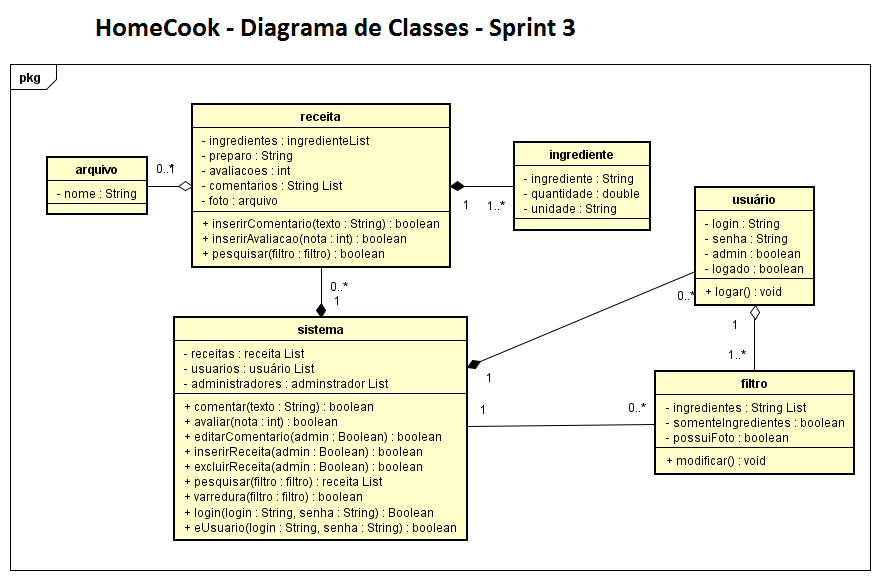 HomeCook - Diagrama de Classes - Sprint 3
pkg
receita
- ingredientes : ingredienteList
- preparo : String
- avaliacoes : int
- comentarios : String List
- foto : arquivo
+ inserirComentario(texto : String) : boolean
+ inserirAvaliacao(nota : int) : boolean
+ pesquisar(filtro : filtro) : boolean
arquivo
- nome : String
0..1
1
ingrediente
- ingrediente : String
- quantidade : double
- unidade : String
1
1..*
usuário
- login : String
- senha : String
- admin : boolean
- logado : boolean
+ logar() : void
0..*
1
0..*
1
1
1..*
sistema
- receitas : receita List
- usuarios : usuário List
- administradores : adminstrador List
+ comentar(texto : String) : boolean
+ avaliar(nota : int) : boolean
+ editarComentario(admin : Boolean) : boolean
+ inserirReceita(admin : Boolean) : boolean
+ excluirReceita(admin : Boolean) : boolean
+ pesquisar(filtro : filtro) : receita List
+ varredura(filtro : filtro) : boolean
+ login(login : String, senha : String) : Boolean
+ eUsuario(login : String, senha : String) : boolean
1
0..*
filtro
- ingredientes : String List
- somenteIngredientes : boolean
- possuiFoto : boolean
+ modificar() : void